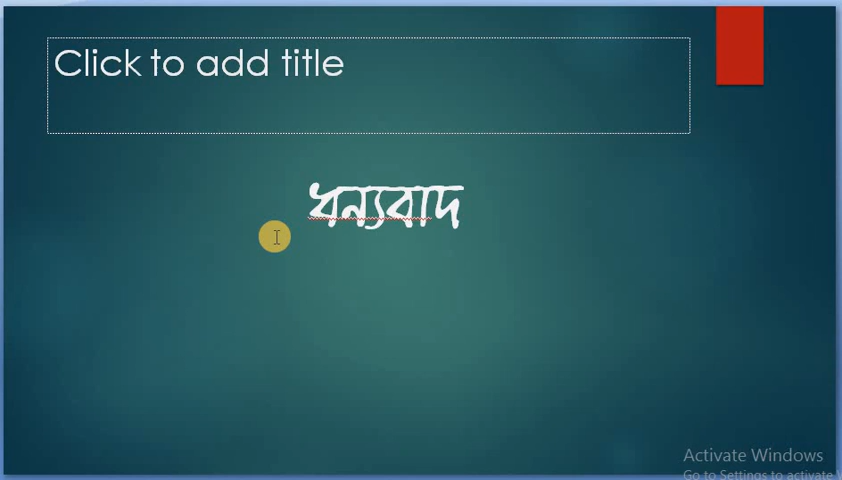 Click to add title
ধন্যবাদ
Activate Windows
Go to Settings to activate